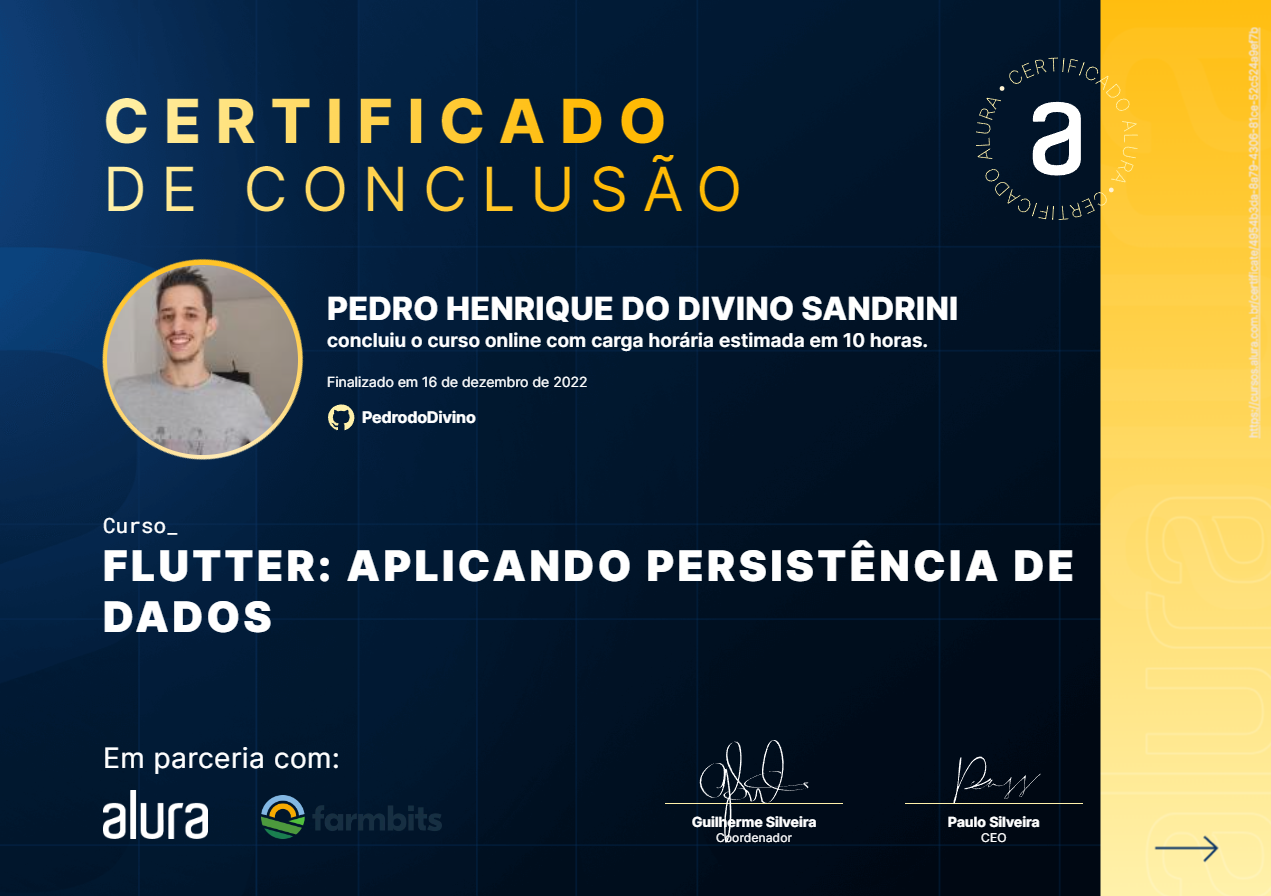 CERTIFICADO
DE CONCLUSÃO
CERTIFICADO ALURA • CERTIFICADO ALURA •
a
PEDRO HENRIQUE DO DIVINO SANDRINI
concluiu o curso online com carga horária estimada em 10 horas.
Finalizado em 16 de dezembro de 2022
PedrodoDivino
Curso_
FLUTTER: APLICANDO PERSISTÊNCIA DE
DADOS
Em parceria com:
alura
farmbits
Guilherme Silveira
Coordenador
Paulo Silveira
CEO
alura